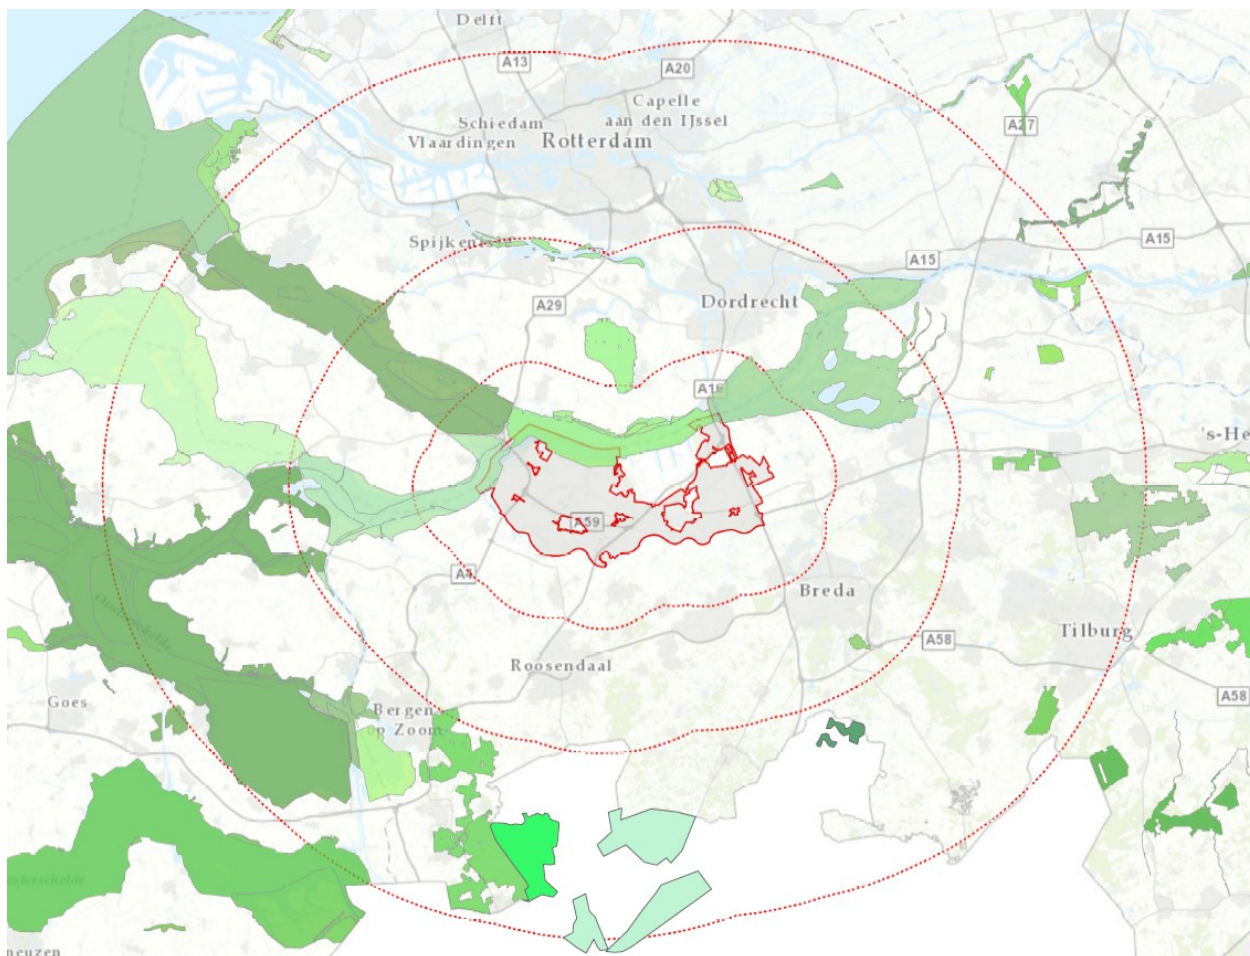 Delft
A13
A20
Capelle
aan den IJssel
Schiedam
Vlaardingen
Rotterdam
A27
Spijken
A15
A15
A29
Dordrecht
A16
's-He
A59
A4
Breda
Tilburg
A58
Roosendaal
A58
Goes
Bergen
op Zoom
neuzen